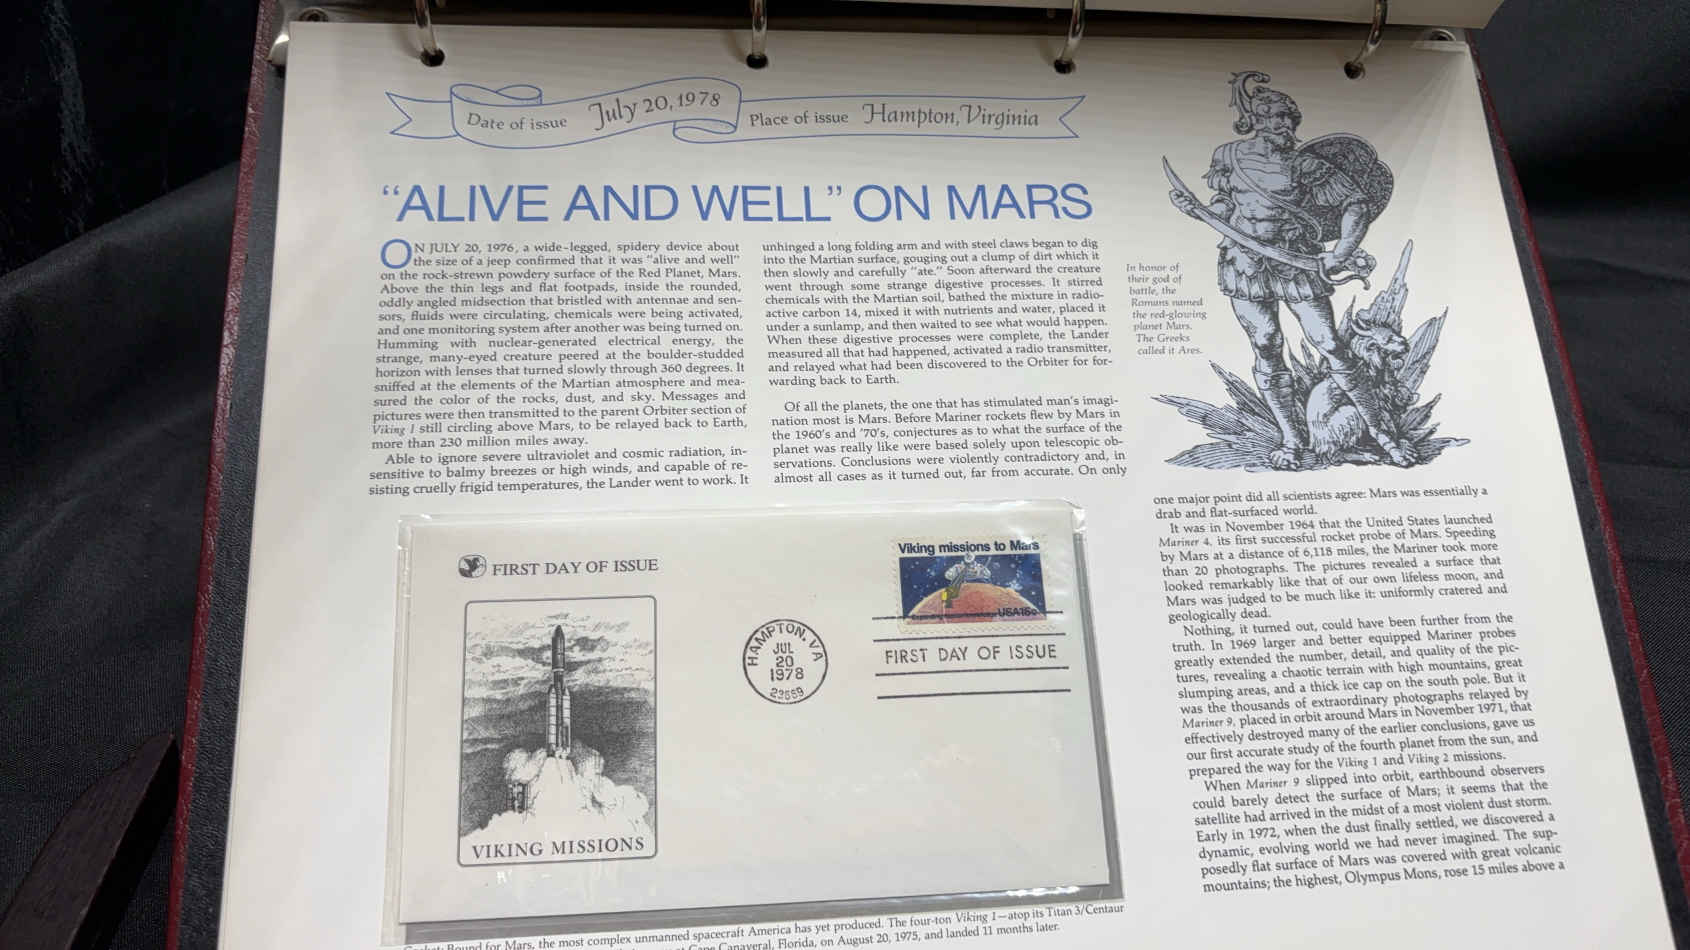 Date of issue July 20, 1978 Place of issue Hampton, Virginia
“ALIVE AND WELL” ON MARS
ON JULY 20, 1976, a wide-legged, spidery device about
the size of a jeep confirmed that it was “alive and well”
on the rock-strewn powdery surface of the Red Planet, Mars.
Above the thin legs and flat footpads, inside the rounded,
oddly angled midsection that bristled with antennae and sen-
sors, fluids were circulating, chemicals were being activated,
and one monitoring system after another was being turned on.
Humming with nuclear-generated electrical energy, the
strange, many-eyed creature peered at the boulder-studded
horizon with lenses that turned slowly through 360 degrees. It
sniffed at the elements of the Martian atmosphere and mea-
sured the color of the rocks, dust, and sky. Messages and
pictures were then transmitted to the parent Orbiter section of
Viking 1 still circling above Mars, to be relayed back to Earth,
more than 230 million miles away.
Able to ignore severe ultraviolet and cosmic radiation, in-
sensitive to balmy breezes or high winds, and capable of re-
sisting cruelly frigid temperatures, the Lander went to work. It
unhinged a long folding arm and with steel claws began to dig
into the Martian surface, gouging out a clump of dirt which it
then slowly and carefully “ate.” Soon afterward the creature
went through some strange digestive processes. It stirred
chemicals with the Martian soil, bathed the mixture in radio-
active carbon 14, mixed it with nutrients and water, placed it
under a sunlamp, and then waited to see what would happen.
When these digestive processes were complete, the Lander
measured all that had happened, activated a radio transmitter,
and relayed what had been discovered to the Orbiter for for-
warding back to Earth.
Of all the planets, the one that has stimulated man's imagi-
nation most is Mars. Before Mariner rockets flew by Mars in
the 1960's and '70's, conjectures as to what the surface of the
planet was really like were based solely upon telescopic ob-
servations. Conclusions were violently contradictory and, in
almost all cases as it turned out, far from accurate. On only
In honor of
their god of
battle, the
Romans named
the red-glowing
planet Mars.
The Greeks
called it Ares.
one major point did all scientists agree: Mars was essentially a
drab and flat-surfaced world.
It was in November 1964 that the United States launched
Mariner 4, its first successful rocket probe of Mars. Speeding
by Mars at a distance of 6,118 miles, the Mariner took more
than 20 photographs. The pictures revealed a surface that
looked remarkably like that of our own lifeless moon, and
Mars was judged to be much like it: uniformly cratered and
geologically dead.
Nothing, it turned out, could have been further from the
truth. In 1969 larger and better equipped Mariner probes
greatly extended the number, detail, and quality of the pic-
tures, revealing a chaotic terrain with high mountains, great
slumping areas, and a thick ice cap on the south pole. But it
was the thousands of extraordinary photographs relayed by
Mariner 9, placed in orbit around Mars in November 1971, that
effectively destroyed many of the earlier conclusions, gave us
our first accurate study of the fourth planet from the sun, and
prepared the way for the Viking 1 and Viking 2 missions.
When Mariner 9 slipped into orbit, earthbound observers
could barely detect the surface of Mars; it seems that the
satellite had arrived in the midst of a most violent dust storm.
Early in 1972, when the dust finally settled, we discovered a
dynamic, evolving world we had never imagined. The sup-
posedly flat surface of Mars was covered with great volcanic
mountains; the highest, Olympus Mons, rose 15 miles above a
FIRST DAY OF ISSUE
VIKING MISSIONS
HAMPTON, VA
JUL
20
1978
23669
Viking missions to Mars
USA15c
FIRST DAY OF ISSUE
Bound for Mars, the most complex unmanned spacecraft America has yet produced. The four-ton Viking 1—atop its Titan 3/Centaur
Cape Canaveral, Florida, on August 20, 1975, and landed 11 months later.